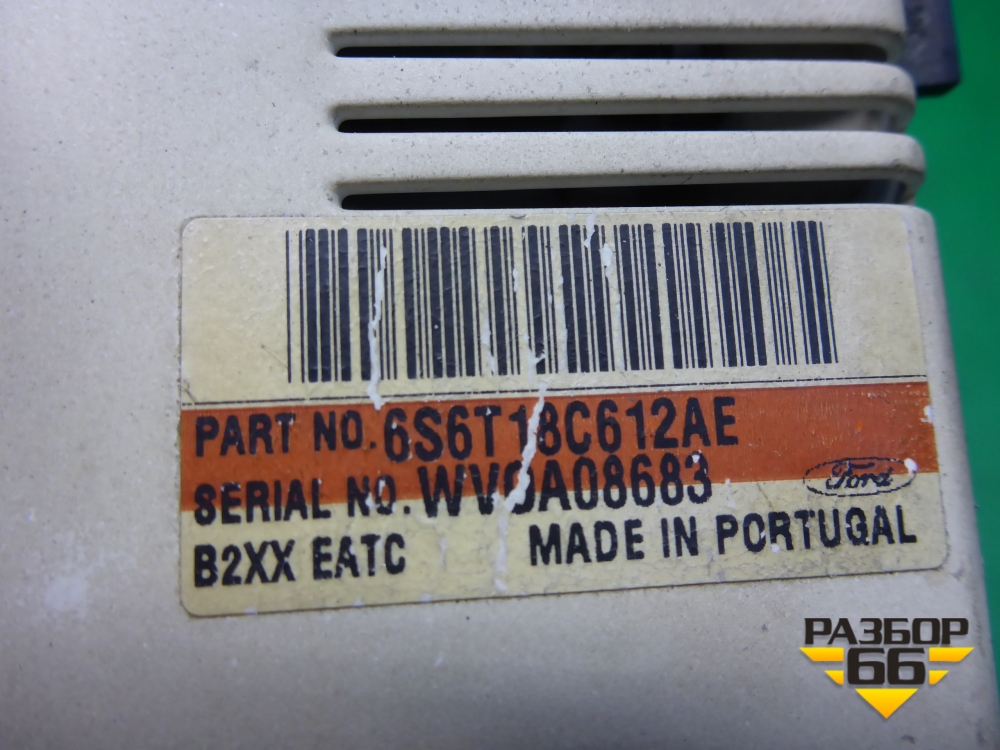 PART NO. 6S6T18C612AE
SERIAL NO. WV0A08683
Ford
B2XX EATC MADE IN PORTUGAL
РАЗБОР
66